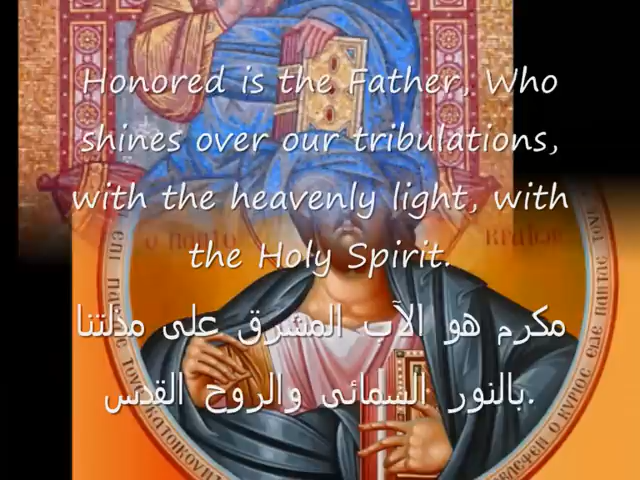 Honored is the Father, Who
shines over our tribulations,
with the heavenly light, with
the Holy Spirit.
مكرم هو الآب المشرق على مذلتنا
بالنور السمائى والروح القدس.